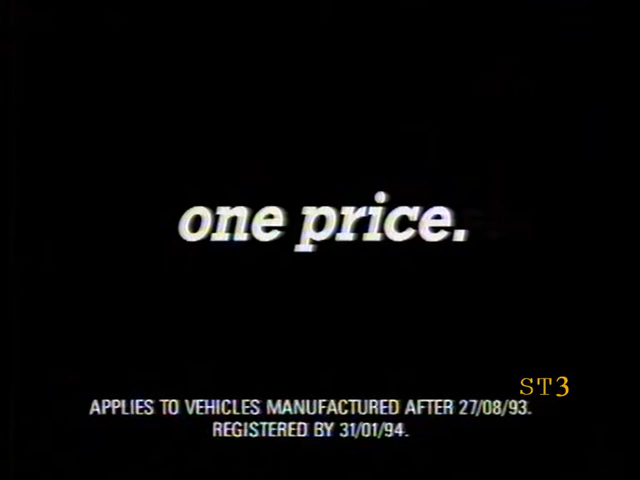 one price.
ST3
APPLIES TO VEHICLES MANUFACTURED AFTER 27/08/93.
REGISTERED BY 31/01/94.